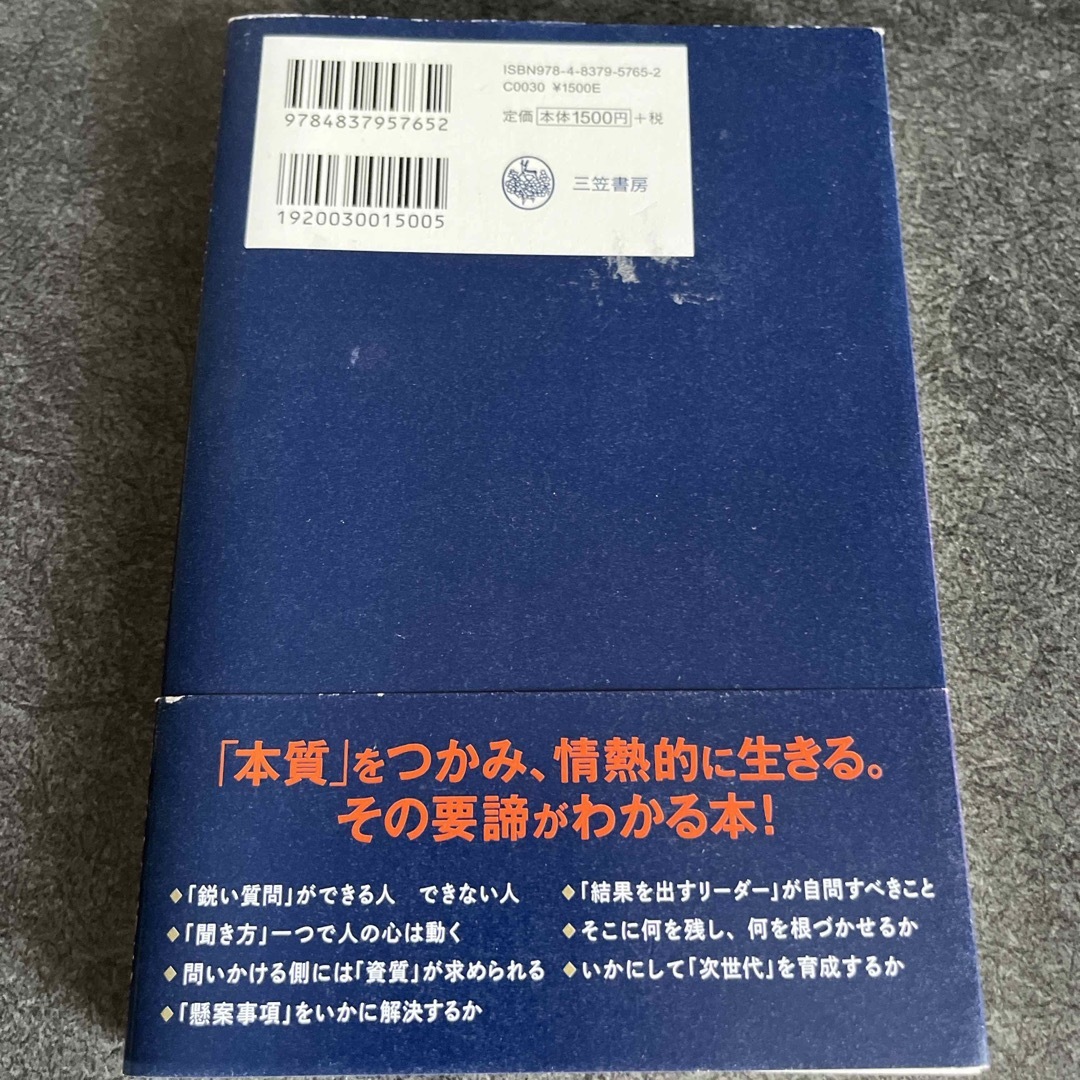 9784837957652
1920030015005
ISBN978-4-8379-5765-2
C0030 ¥1500E
定価 本体1500円+税
三笠書房
「本質」をつかみ、情熱的に生きる。
その要諦がわかる本!
「鋭い質問」ができる人 できない人
「聞き方」一つで人の心は動く
問いかける側には「資質」が求められる
「懸案事項」をいかに解決するか
「結果を出すリーダー」が自問すべきこと
そこに何を残し、何を根づかせるか
いかにして「次世代」を育成するか